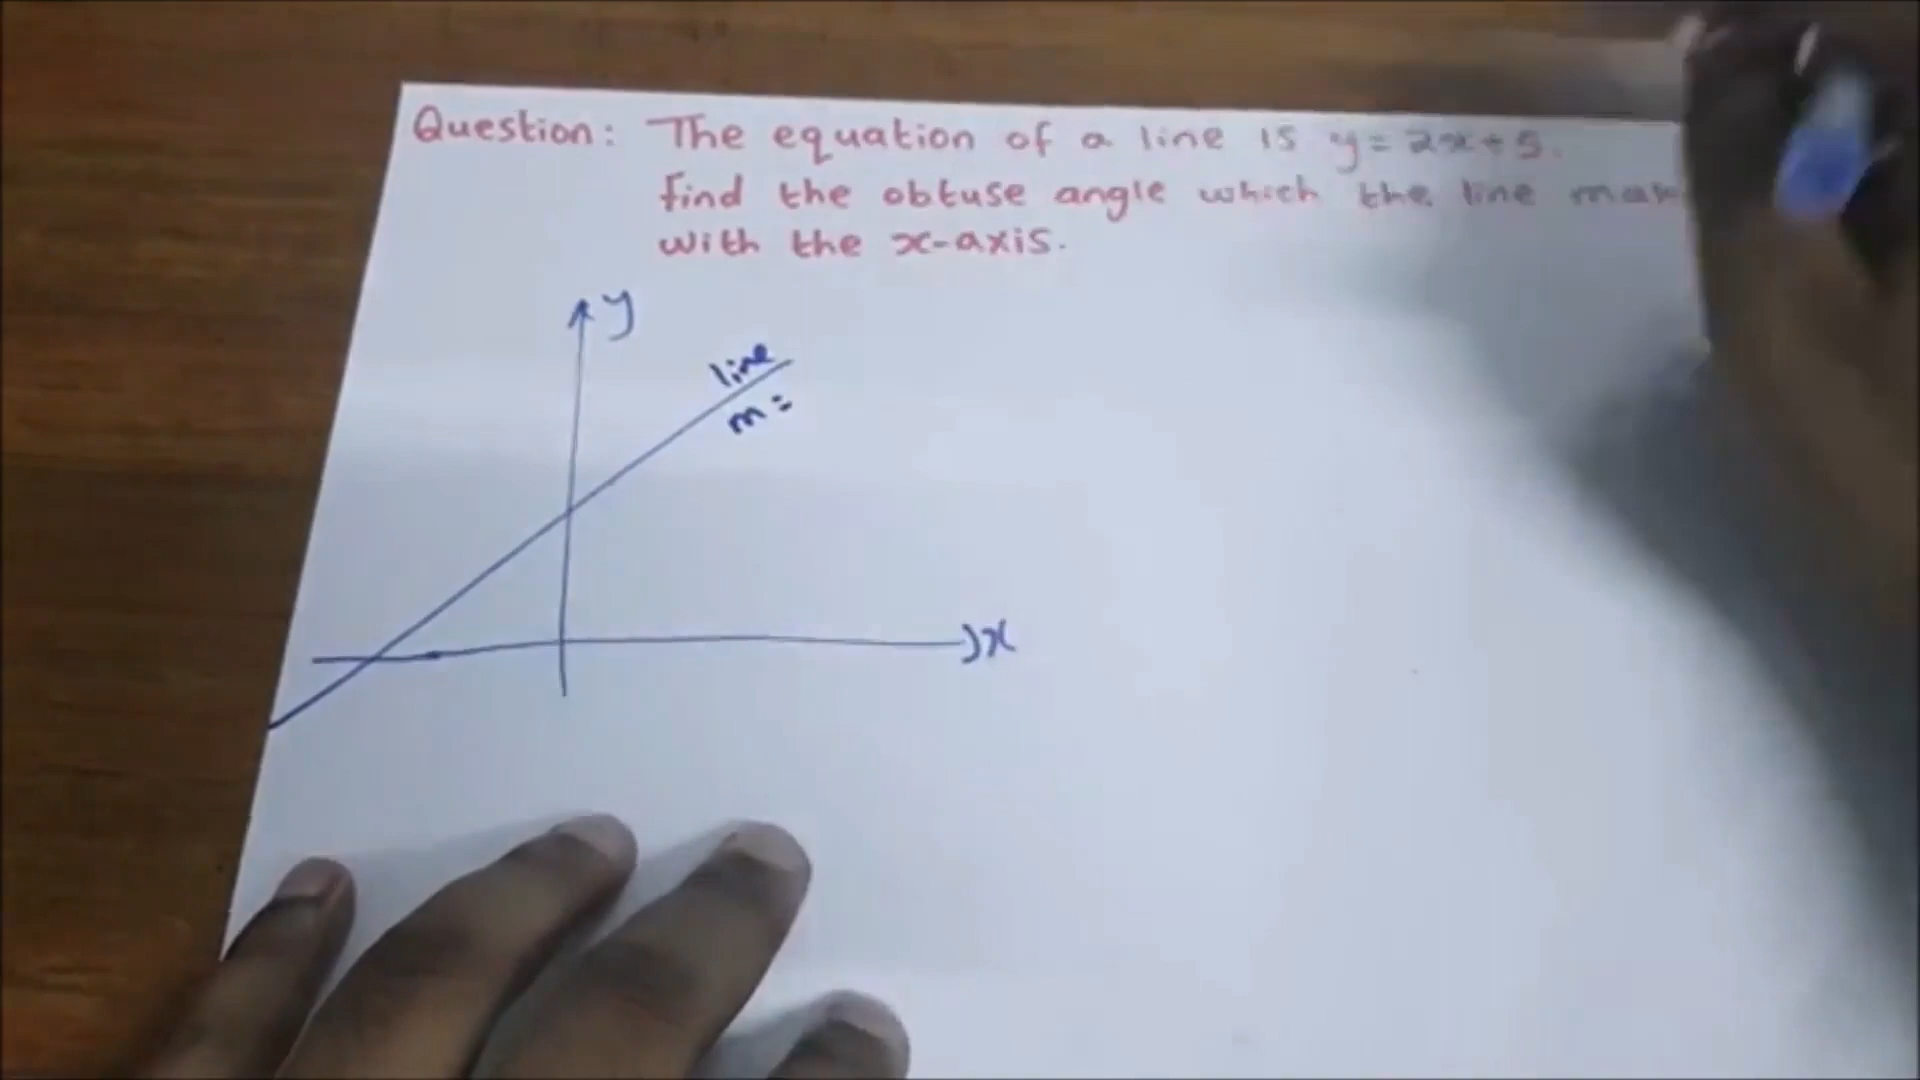 Question: The equation of a line is y=2x+5.
find the obtuse angle which the line
with the x-axis.
y
line
m=
x